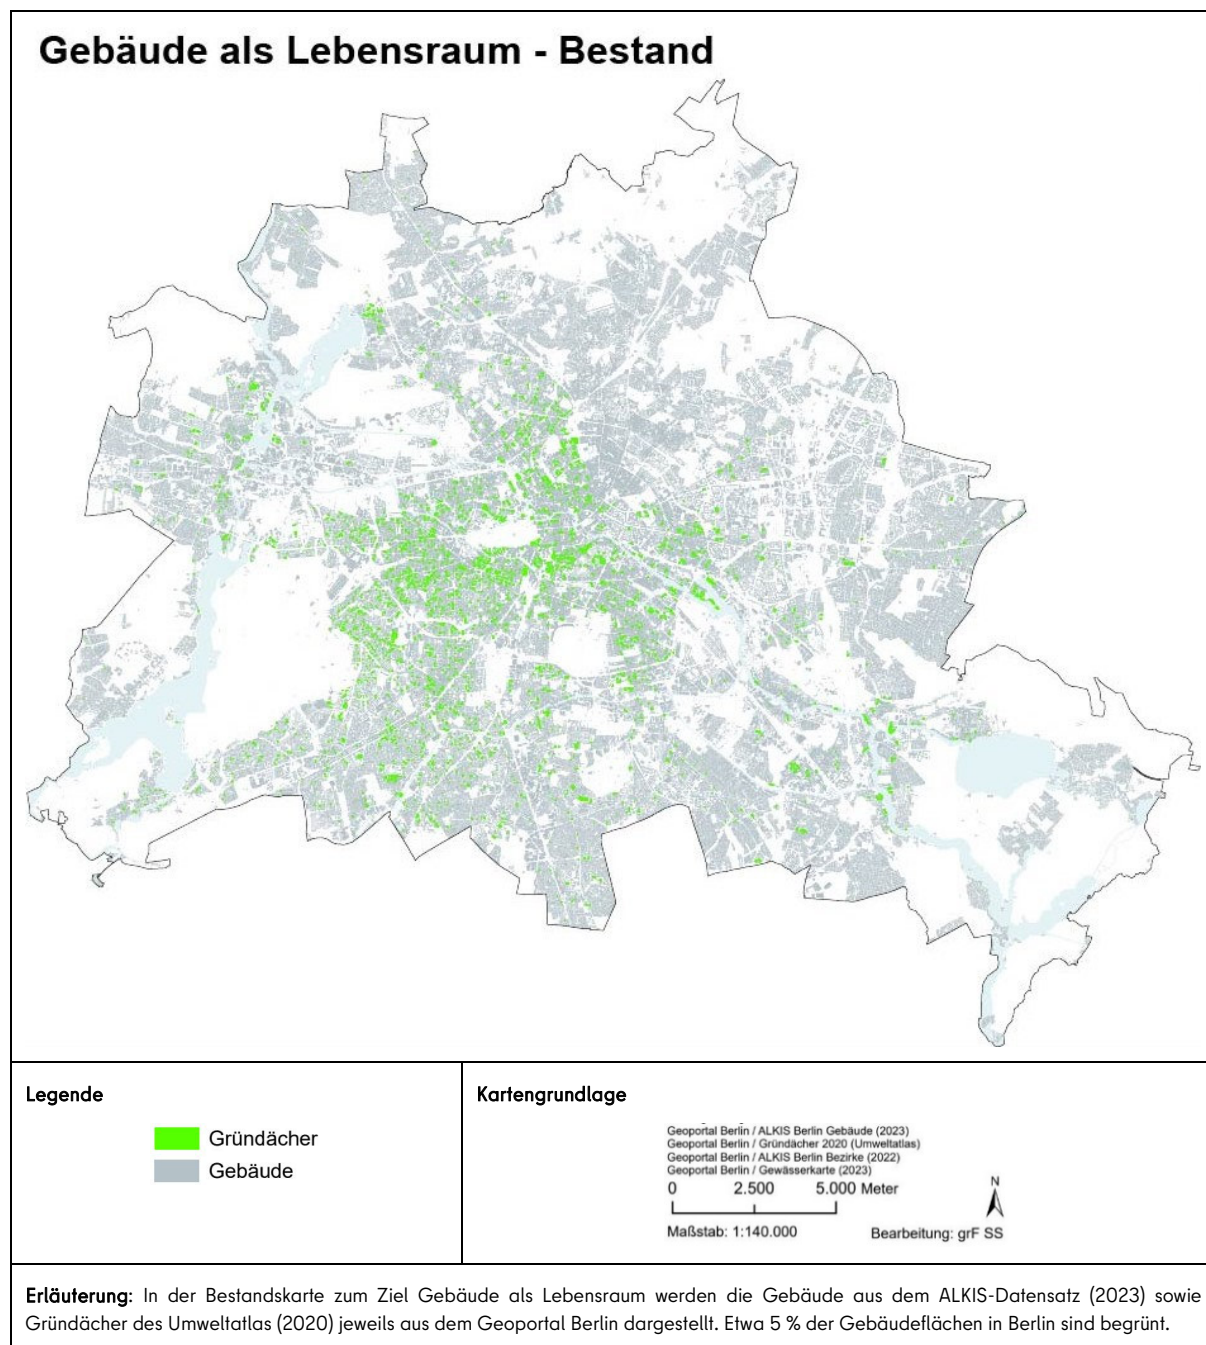 Gebäude als Lebensraum - Bestand
Legende
Gründächer
Gebäude
Kartengrundlage
Geoportal Berlin / ALKIS Berlin Gebäude (2023)
Geoportal Berlin / Gründächer 2020 (Umweltatlas)
Geoportal Berlin / ALKIS Berlin Bezirke (2022)
Geoportal Berlin / Gewässerkarte (2023)
0 2.500 5.000 Meter
N
Maßstab: 1:140.000 Bearbeitung: grF SS
Erläuterung: In der Bestandskarte zum Ziel Gebäude als Lebensraum werden die Gebäude aus dem ALKIS-Datensatz (2023) sowie
Gründächer des Umweltatlas (2020) jeweils aus dem Geoportal Berlin dargestellt. Etwa 5 % der Gebäudeflächen in Berlin sind begrünt.